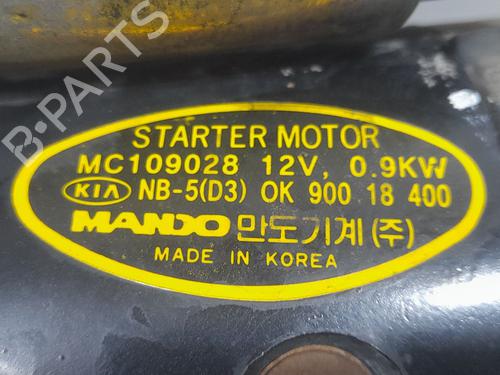 B-PARTS
STARTER MOTOR
MC109028 12V, 0.9KW
KIA NB-5(D3) OK 900 18 400
MANDO 만도기계(주)
MADE IN KOREA